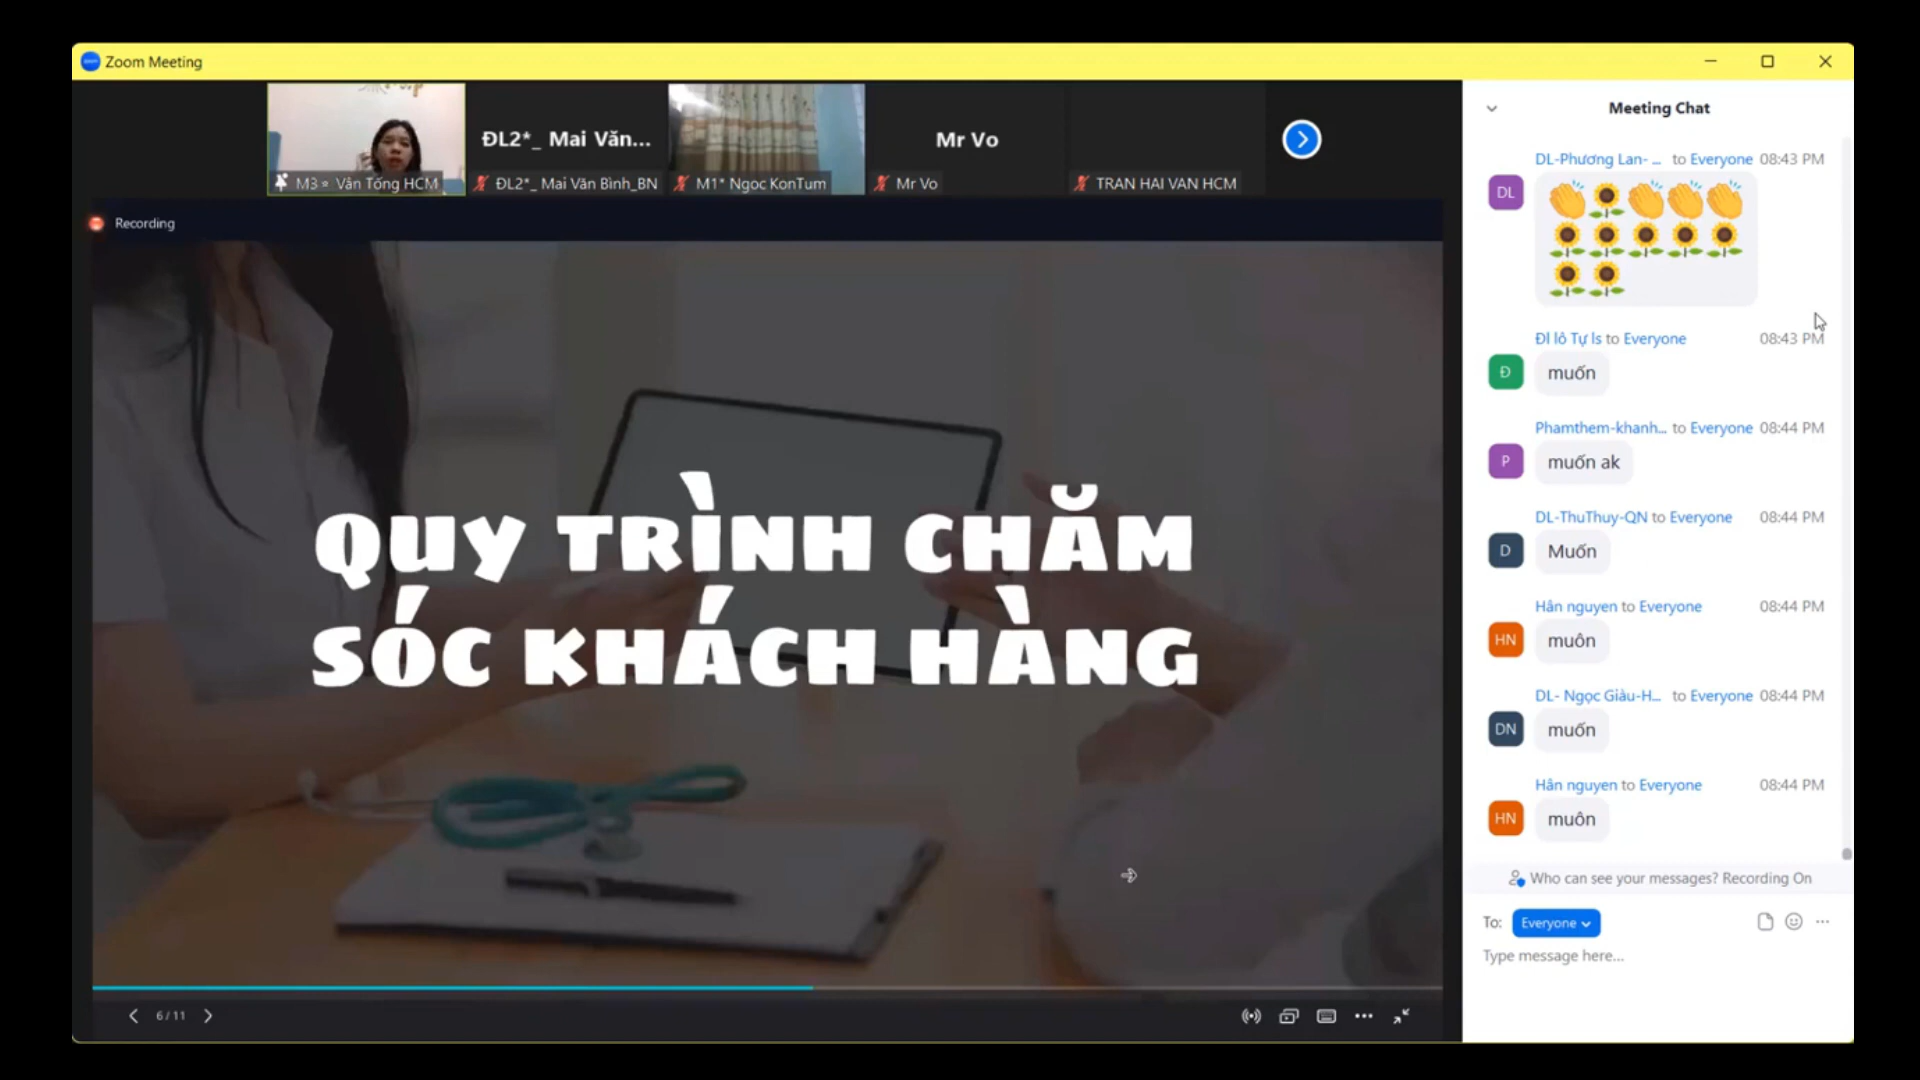 Zoom Meeting
ĐL2*_ Mai Văn...
Mr Vo
M3 Vân Tống HCM
ĐL2*_ Mai Văn Bình_BN
M1* Ngọc KonTum
Mr Vo
TRAN HAI VAN HCM
Recording
QUY TRÌNH CHĂM
SÓC KHÁCH HÀNG
6 / 11
Meeting Chat
DL-Phương Lan- ... to Everyone 08:43 PM
DL
Đl lô Tự ls to Everyone 08:43 PM
Đ
muốn
Phamthem-khanh... to Everyone 08:44 PM
P
muốn ak
DL-ThuThuy-QN to Everyone 08:44 PM
D
Muốn
Hân nguyen to Everyone 08:44 PM
HN
muôn
DL- Ngọc Giàu-H... to Everyone 08:44 PM
DN
muốn
Hân nguyen to Everyone 08:44 PM
HN
muôn
Who can see your messages? Recording On
To: Everyone
Type message here...